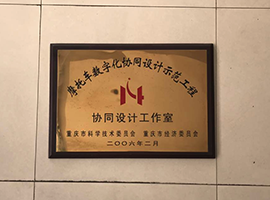 摩托车数字化协同设计示范工程
协同设计工作室
重庆市科学技术委员会 重庆市经济委员会
二〇〇六年二月